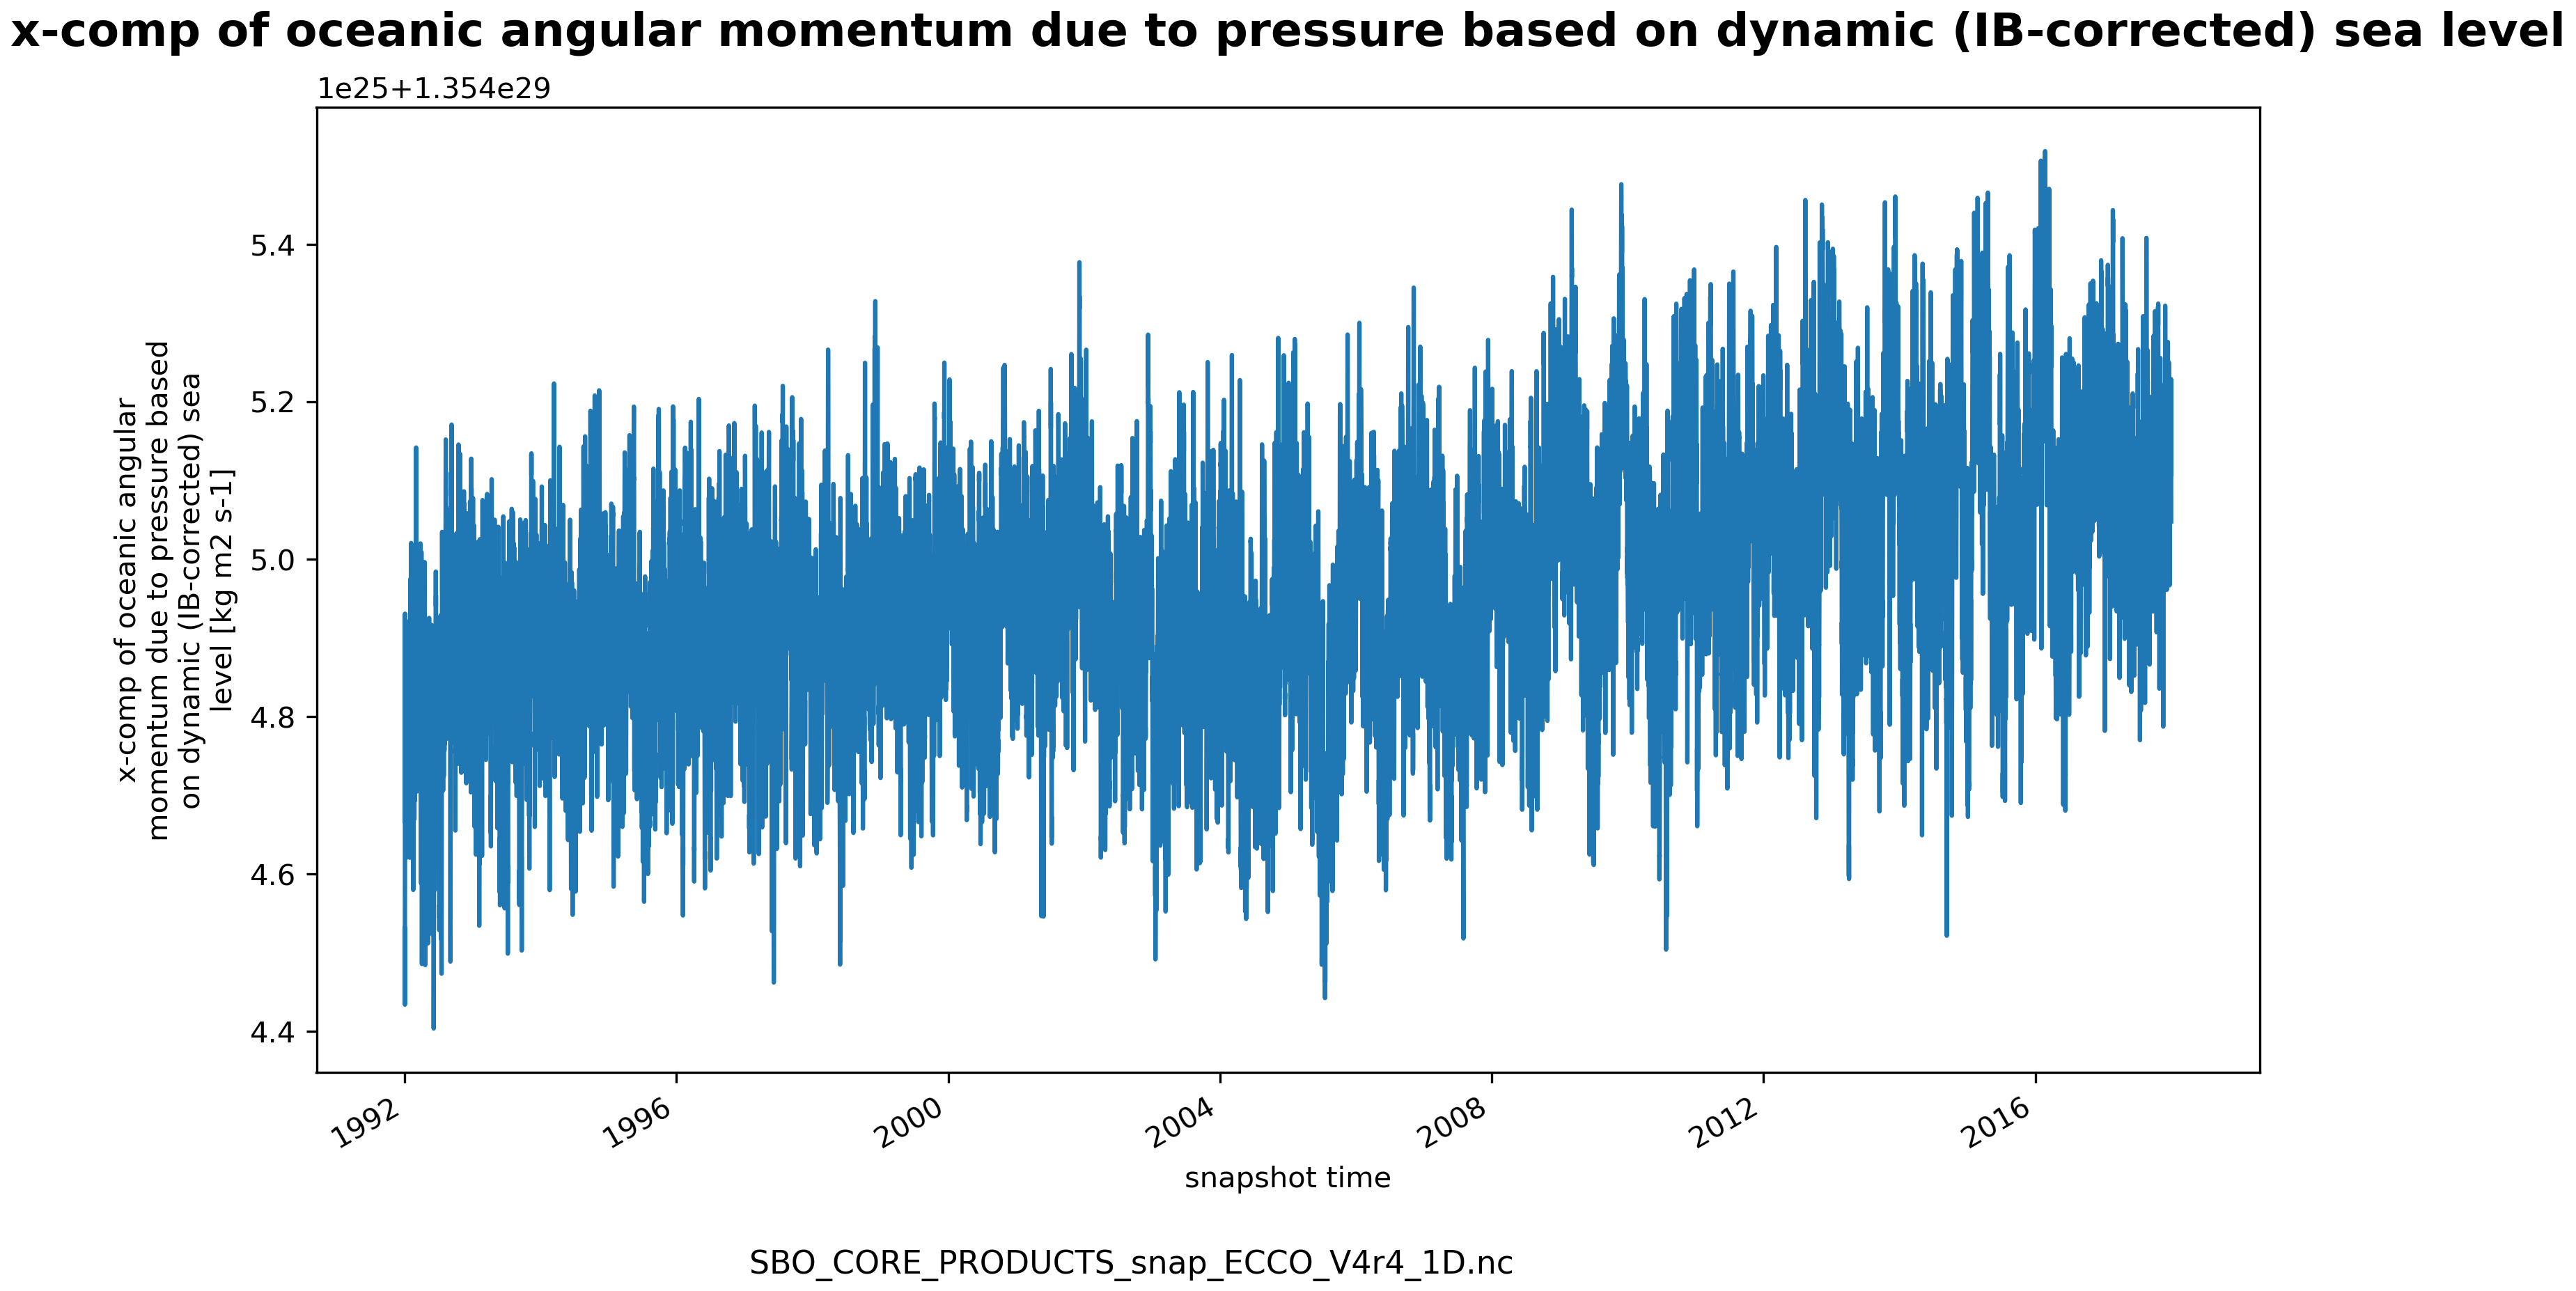 x-comp of oceanic angular momentum due to pressure based on dynamic (IB-corrected) sea level
1e25+1.354e29
5.4
5.2
5.0
4.8
4.6
4.4
x-comp of oceanic angular
momentum due to pressure based
on dynamic (IB-corrected) sea
level [kg m2 s-1]
1992
1996
2000
2004
2008
2012
2016
snapshot time
SBO_CORE_PRODUCTS_snap_ECCO_V4r4_1D.nc